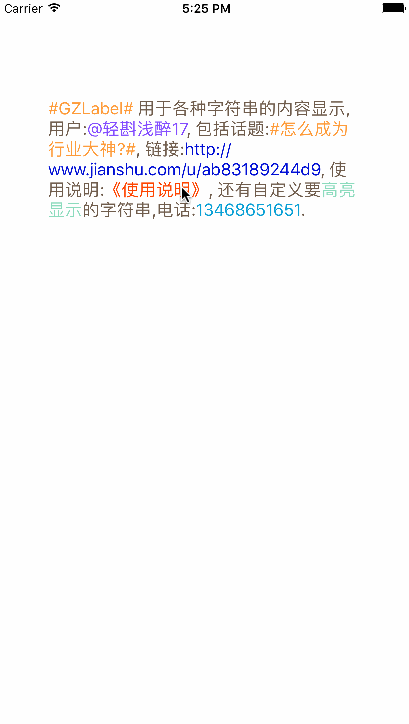 Carrier 5:25 PM
#GZLabel# 用于各种字符串的内容显示,
用户:@轻斟浅醉17, 包括话题:#怎么成为
行业大神?#, 链接:http://
www.jianshu.com/u/ab83189244d9, 使
用说明:《使用说明》, 还有自定义要高亮
显示的字符串,电话:13468651651.